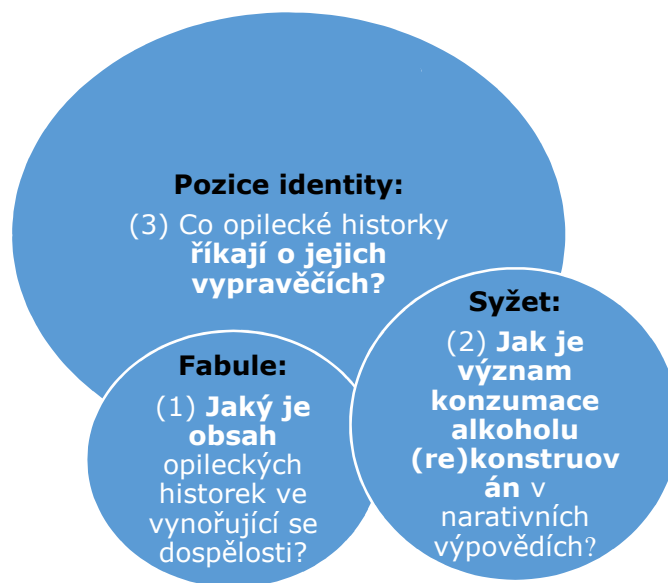 Pozice identity:
(3) Co opilecké historky
říkají o jejich
vypravěčích?
Syžet:
(2) Jak je
význam
konzumace
alkoholu
(re)konstruov
án v
narativních
výpovědích?
Fabule:
(1) Jaký je
obsah
opileckých
historek ve
vynořující se
dospělosti?